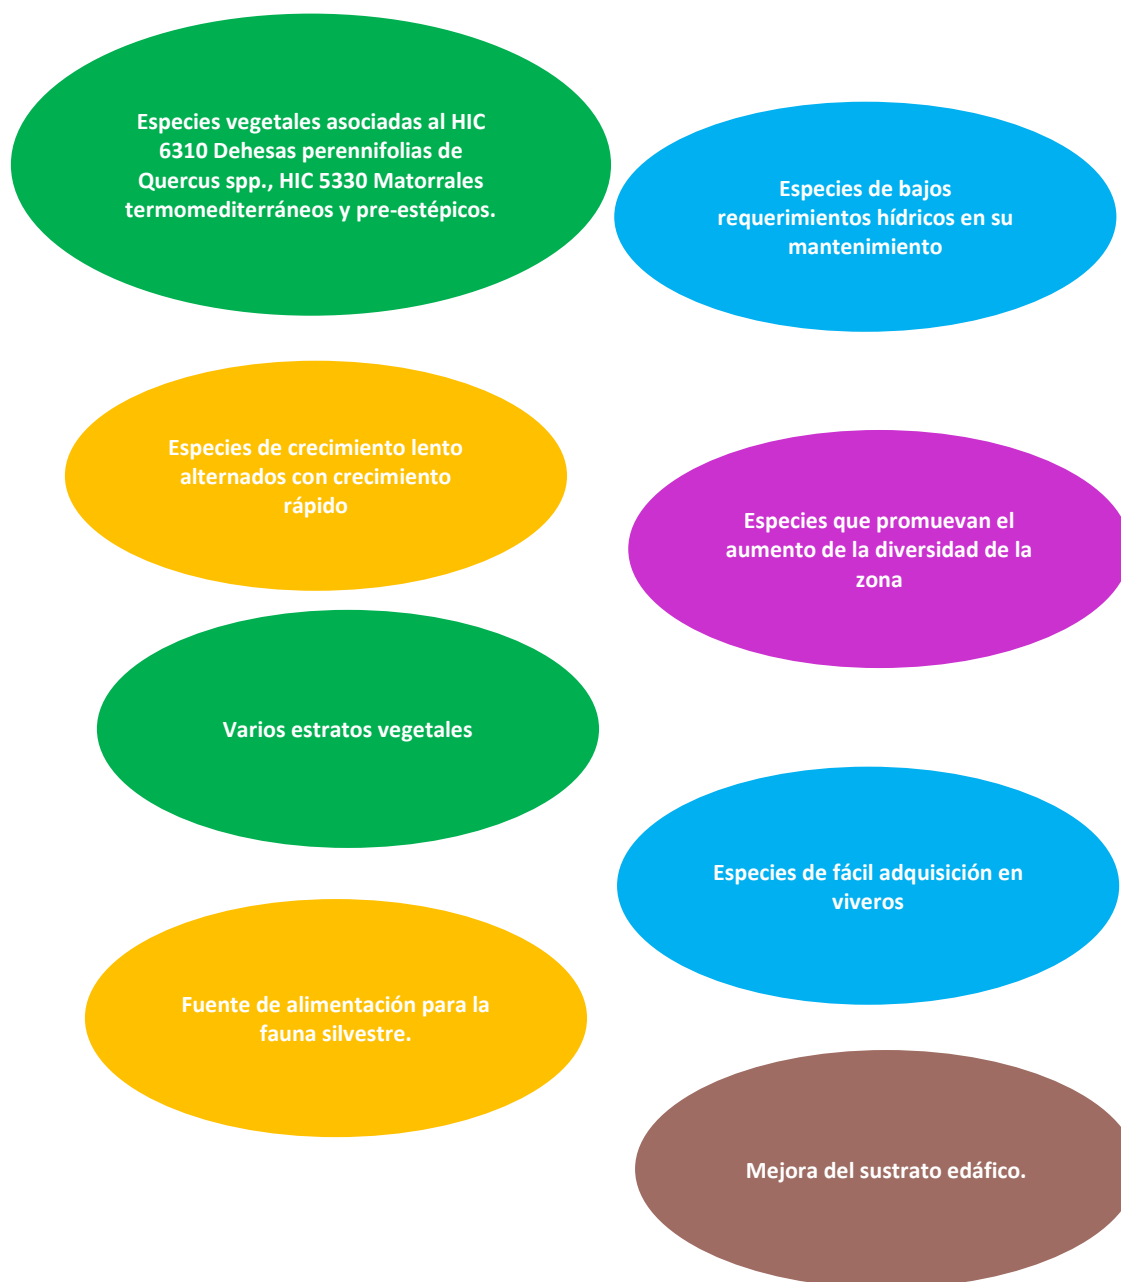 Especies vegetales asociadas al HIC
6310 Dehesas perennifolias de
Quercus spp., HIC 5330 Matorrales
termomediterráneos y pre-estépicos.
Especies de bajos
requerimientos hídricos en su
mantenimiento
Especies de crecimiento lento
alternados con crecimiento
rápido
Especies que promuevan el
aumento de la diversidad de la
zona
Varios estratos vegetales
Especies de fácil adquisición en
viveros
Fuente de alimentación para la
fauna silvestre.
Mejora del sustrato edáfico.